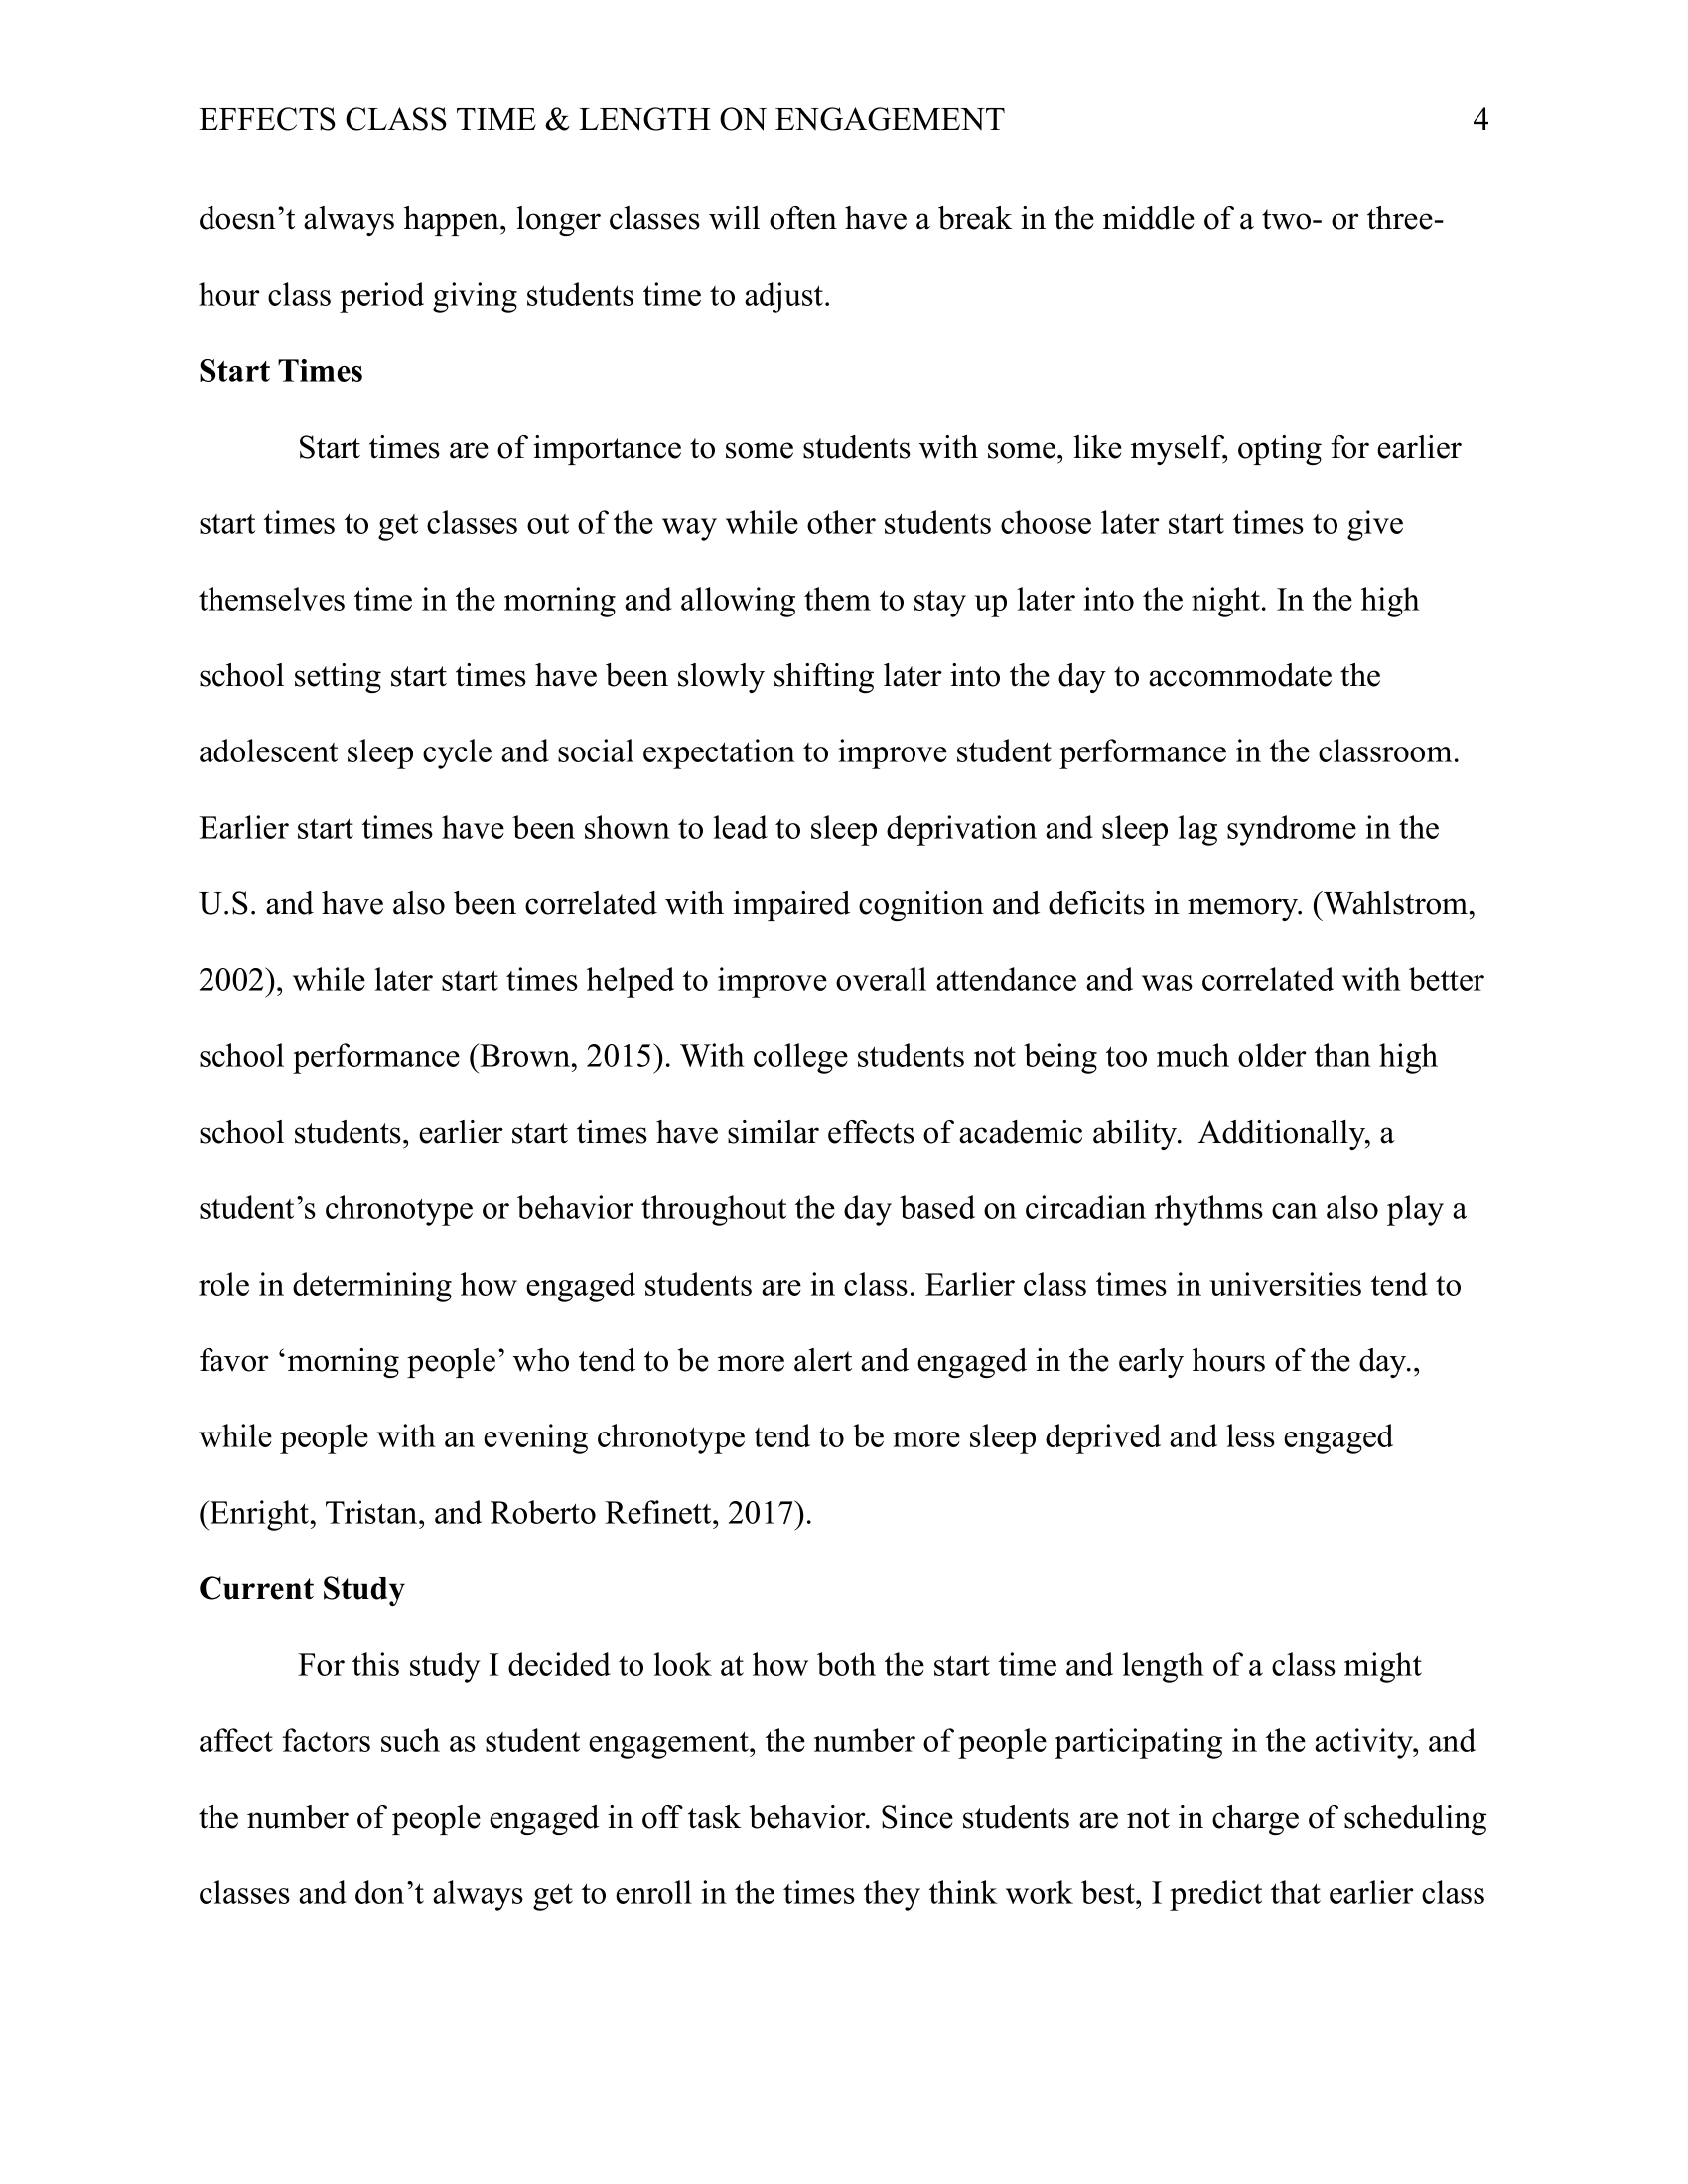 EFFECTS CLASS TIME & LENGTH ON ENGAGEMENT 4
doesn’t always happen, longer classes will often have a break in the middle of a two- or three-
hour class period giving students time to adjust.
Start Times
Start times are of importance to some students with some, like myself, opting for earlier
start times to get classes out of the way while other students choose later start times to give
themselves time in the morning and allowing them to stay up later into the night. In the high
school setting start times have been slowly shifting later into the day to accommodate the
adolescent sleep cycle and social expectation to improve student performance in the classroom.
Earlier start times have been shown to lead to sleep deprivation and sleep lag syndrome in the
U.S. and have also been correlated with impaired cognition and deficits in memory. (Wahlstrom,
2002), while later start times helped to improve overall attendance and was correlated with better
school performance (Brown, 2015). With college students not being too much older than high
school students, earlier start times have similar effects of academic ability.  Additionally, a
student’s chronotype or behavior throughout the day based on circadian rhythms can also play a
role in determining how engaged students are in class. Earlier class times in universities tend to
favor ‘morning people’ who tend to be more alert and engaged in the early hours of the day.,
while people with an evening chronotype tend to be more sleep deprived and less engaged
(Enright, Tristan, and Roberto Refinett, 2017).
Current Study
For this study I decided to look at how both the start time and length of a class might
affect factors such as student engagement, the number of people participating in the activity, and
the number of people engaged in off task behavior. Since students are not in charge of scheduling
classes and don’t always get to enroll in the times they think work best, I predict that earlier class